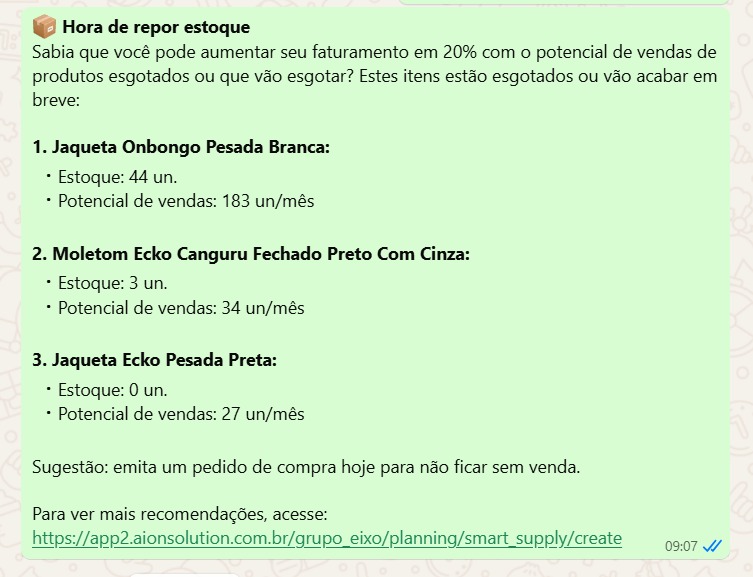 📦 Hora de repor estoque
Sabia que você pode aumentar seu faturamento em 20% com o potencial de vendas de
produtos esgotados ou que vão esgotar? Estes itens estão esgotados ou vão acabar em
breve:
1. Jaqueta Onbongo Pesada Branca:
• Estoque: 44 un.
• Potencial de vendas: 183 un/mês
2. Moletom Ecko Canguru Fechado Preto Com Cinza:
• Estoque: 3 un.
• Potencial de vendas: 34 un/mês
3. Jaqueta Ecko Pesada Preta:
• Estoque: 0 un.
• Potencial de vendas: 27 un/mês
Sugestão: emita um pedido de compra hoje para não ficar sem venda.
Para ver mais recomendações, acesse:
https://app2.aionsolution.com.br/grupo_eixo/planning/smart_supply/create
09:07